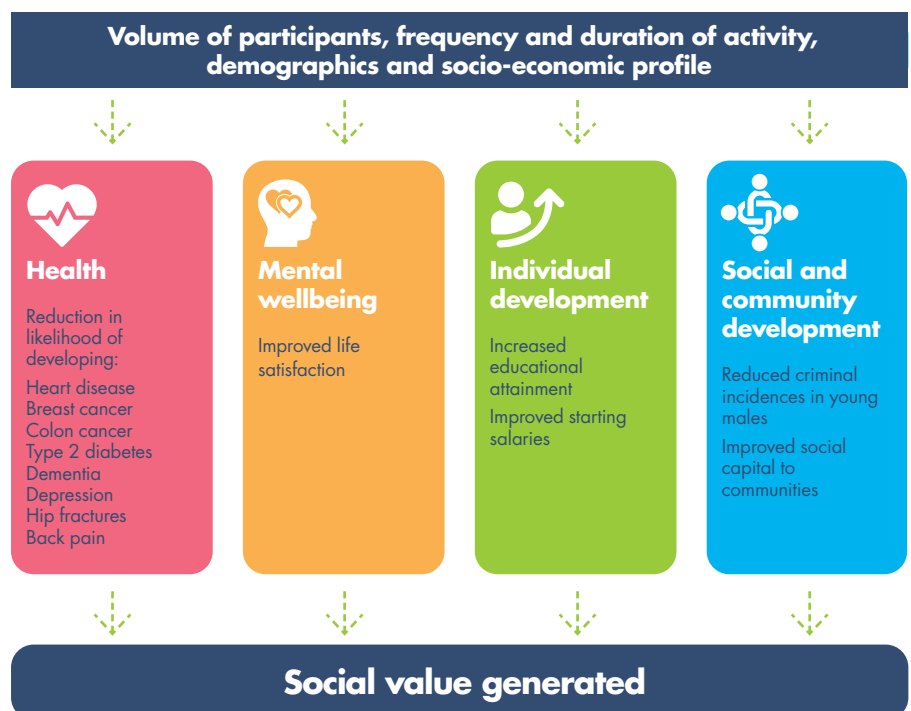 Volume of participants, frequency and duration of activity,
demographics and socio-economic profile
Health
Reduction in
likelihood of
developing:
Heart disease
Breast cancer
Colon cancer
Type 2 diabetes
Dementia
Depression
Hip fractures
Back pain
Mental
wellbeing
Improved life
satisfaction
Individual
development
Increased
educational
attainment
Improved starting
salaries
Social and
community
development
Reduced criminal
incidences in young
males
Improved social
capital to
communities
Social value generated